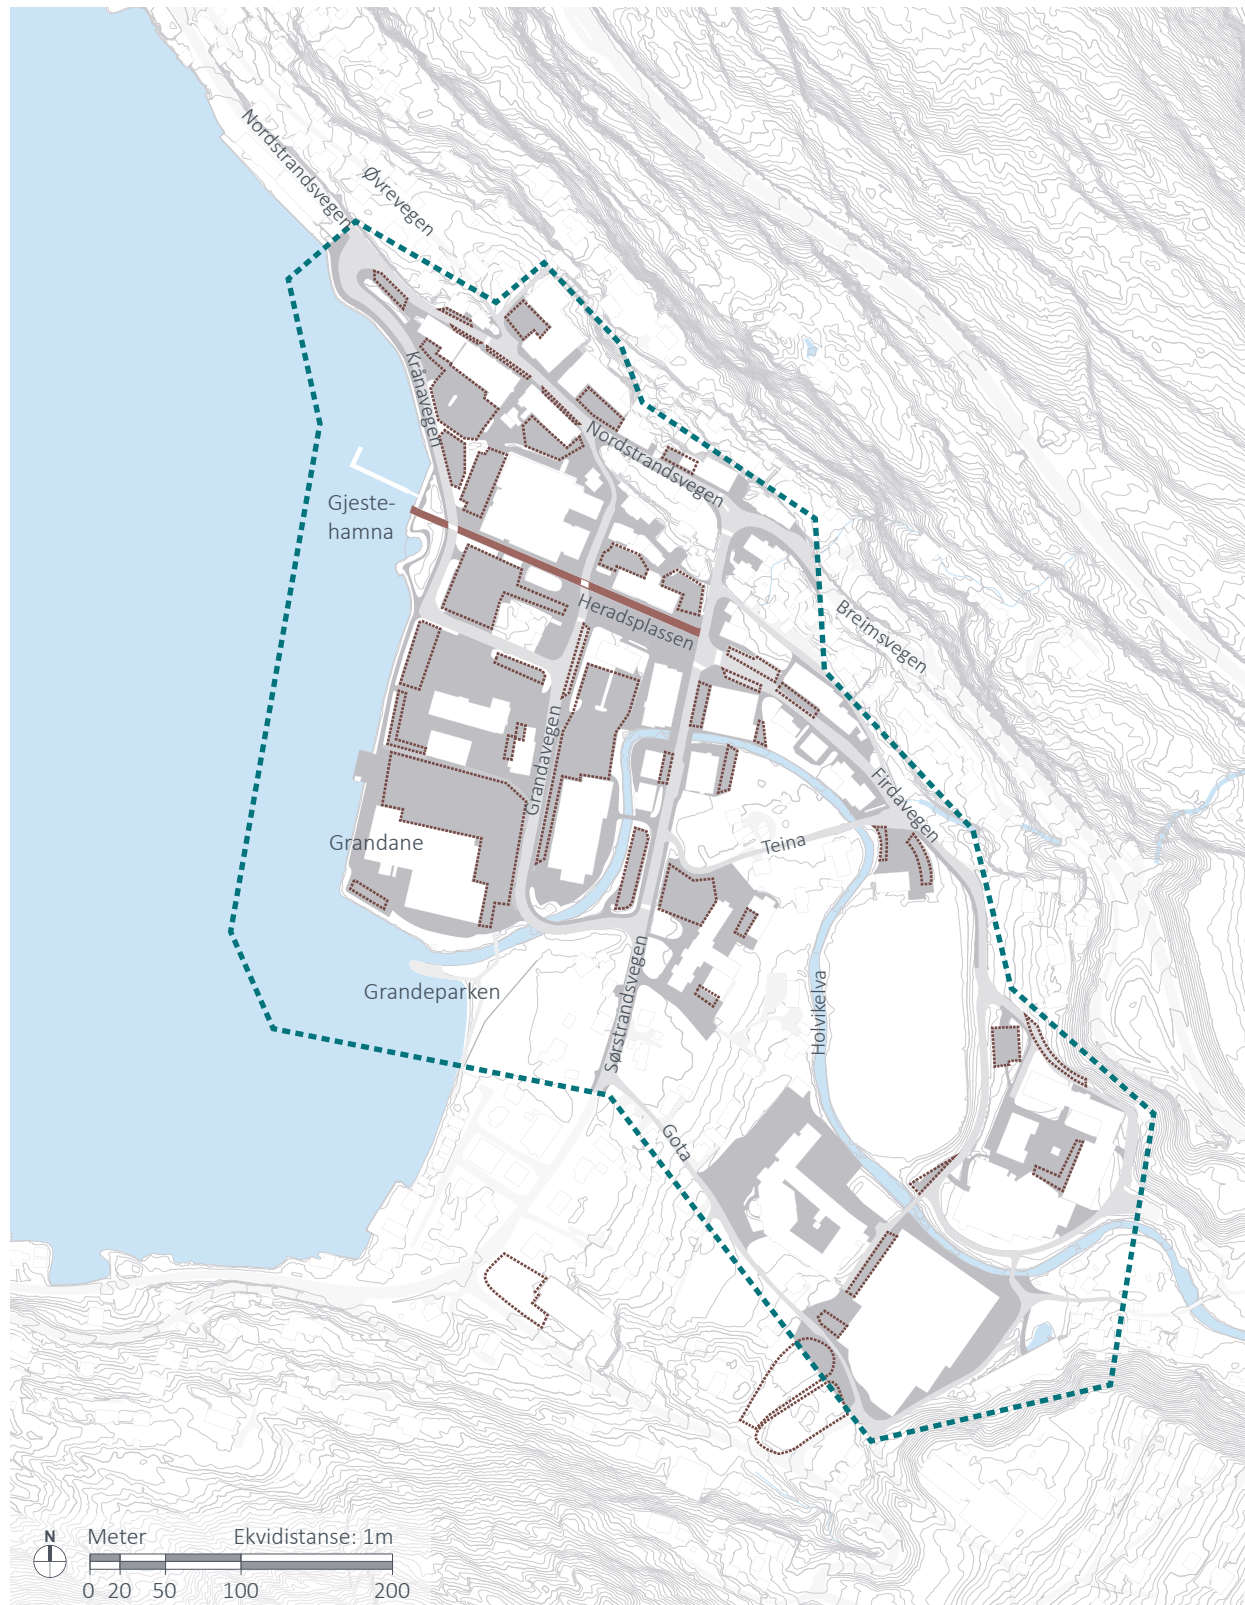 Nordstrandsvegen
Øvrevegen
Krånavegen
Nordstrandsvegen
Gjeste-
hamna
Heradsplassen
Breimsvegen
Grandavegen
Firdavegen
Grandane
Teina
Grandeparken
Sørstrandsvegen
Holvikelva
Gota
N
Meter
Ekvidistanse: 1m
0 20 50 100 200